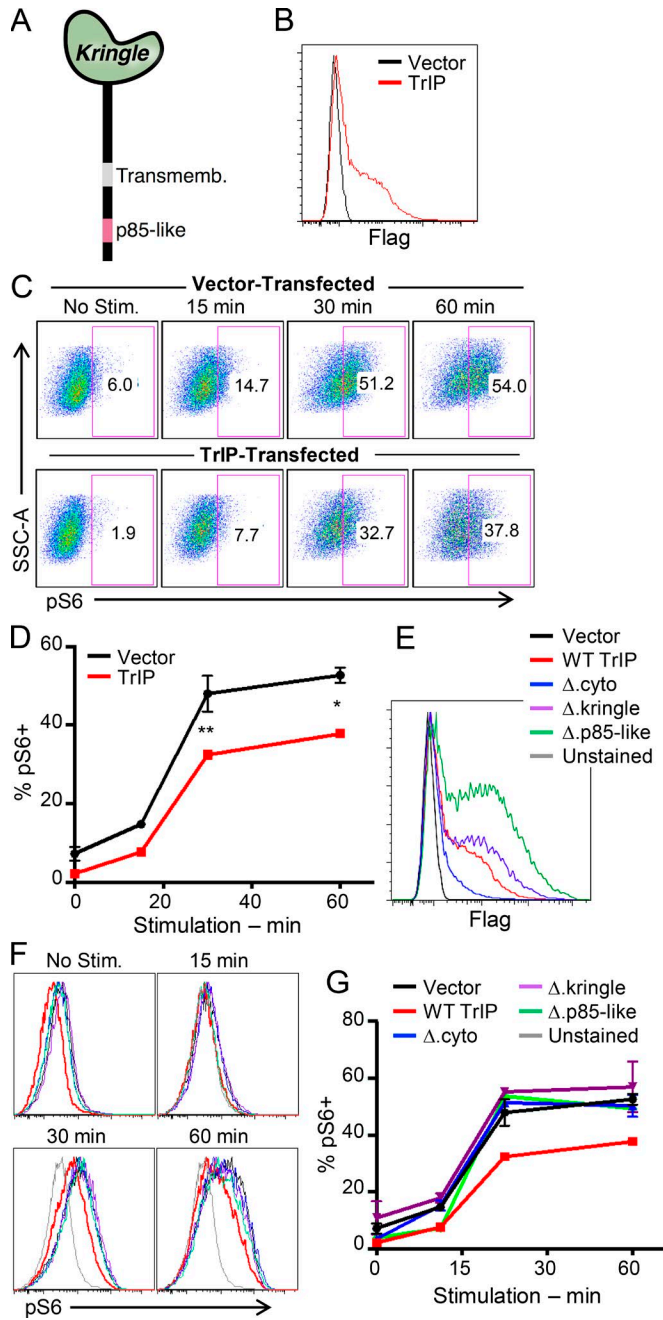 A
Kringle
Transmemb.
p85-like
B
Vector
TrIP
Flag
C
Vector-Transfected
No Stim. 15 min 30 min 60 min
6.0 14.7 51.2 54.0
TrIP-Transfected
1.9 7.7 32.7 37.8
SSC-A
pS6
D
Vector
TrIP
60
40
20
0
**
*
% pS6+
0 20 40 60
Stimulation – min
E
Vector
WT TrIP
Δ.cyto
Δ.kringle
Δ.p85-like
Unstained
Flag
F
No Stim. 15 min
30 min 60 min
pS6
G
Vector Δ.kringle
WT TrIP Δ.p85-like
Δ.cyto Unstained
80
60
40
20
0
% pS6+
0 15 30 60
Stimulation – min